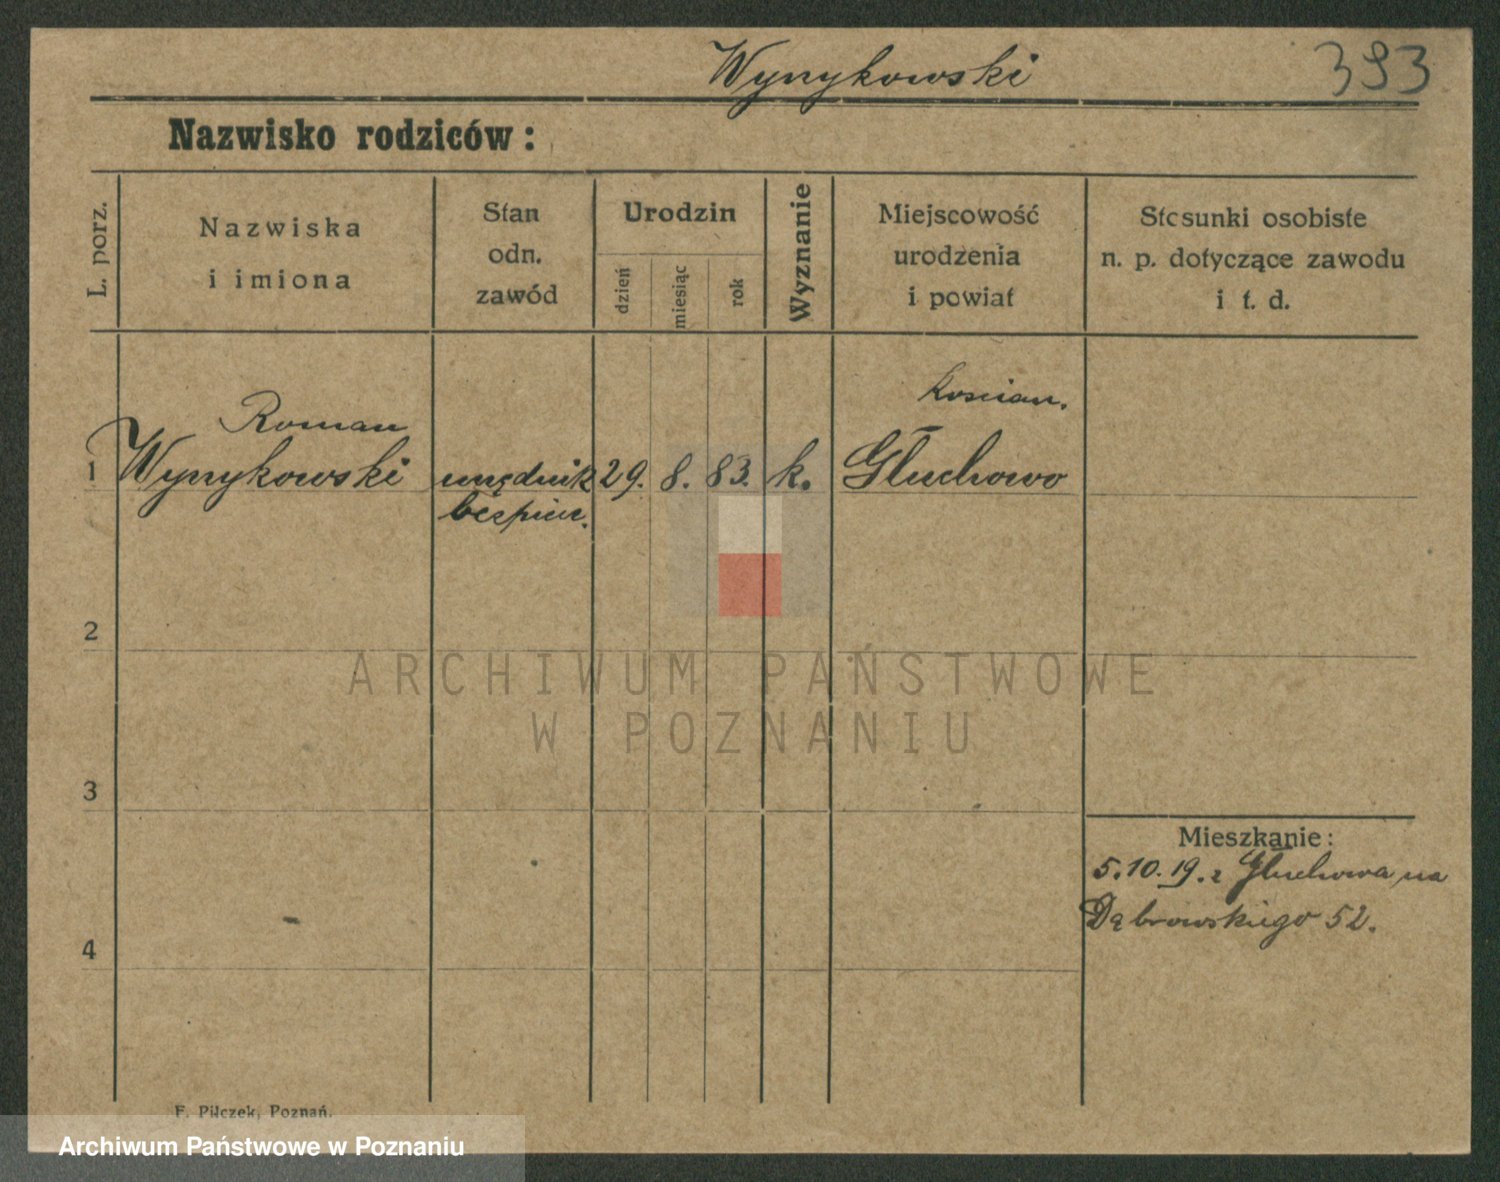 Wynykowski 393
Nazwisko rodziców:
L. porz.
Nazwiska
i imiona
Stan
odn.
zawód
Urodzin
dzień
miesiąc
rok
Wyznanie
Miejscowość
urodzenia
i powiat
Stosunki osobiste
n. p. dotyczące zawodu
i t. d.
Roman
Kościan.
1 Wynykowski urzędnik 29. 8. 83. k. Głuchowo
bezpiecz.
2
ARCHIWUM PAŃSTWOWE
W POZNANIU
3
Mieszkanie:
5.10.19. z Głuchowa na
Dąbrowskiego 52.
4
F. Pilczek, Poznań.
Archiwum Państwowe w Poznaniu